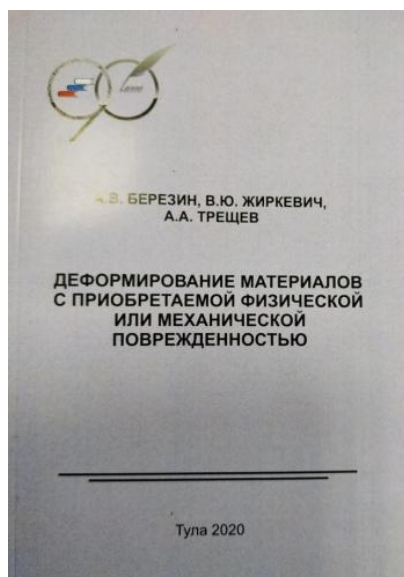 А.В. БЕРЕЗИН, В.Ю. ЖИРКЕВИЧ,
А.А. ТРЕЩЕВ
ДЕФОРМИРОВАНИЕ МАТЕРИАЛОВ
С ПРИОБРЕТАЕМОЙ ФИЗИЧЕСКОЙ
ИЛИ МЕХАНИЧЕСКОЙ
ПОВРЕЖДЕННОСТЬЮ
Тула 2020